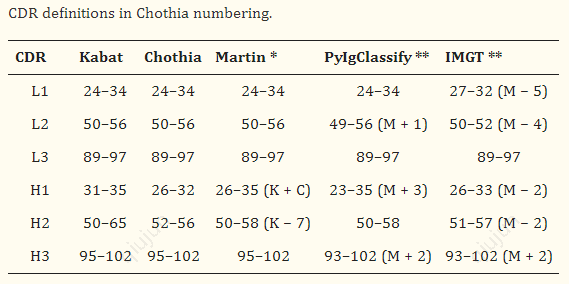 CDR definitions in Chothia numbering.
CDR Kabat Chothia Martin * PyIgClassify ** IMGT **
L1 24–34 24–34 24–34 24–34 27–32 (M − 5)
L2 50–56 50–56 50–56 49–56 (M + 1) 50–52 (M − 4)
L3 89–97 89–97 89–97 89–97 89–97
H1 31–35 26–32 26–35 (K + C) 23–35 (M + 3) 26–33 (M − 2)
H2 50–65 52–56 50–58 (K − 7) 50–58 51–57 (M − 2)
H3 95–102 95–102 95–102 93–102 (M + 2) 93–102 (M + 2)